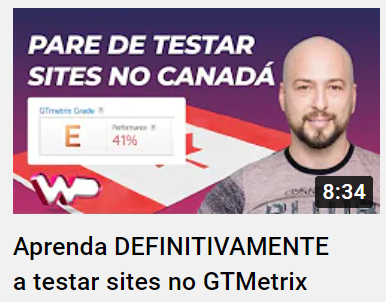 PARE DE TESTAR
SITES NO CANADÁ
GTmetrix Grade ?
E
Performance ?
41%
W
8:34
Aprenda DEFINITIVAMENTE
a testar sites no GTMetrix